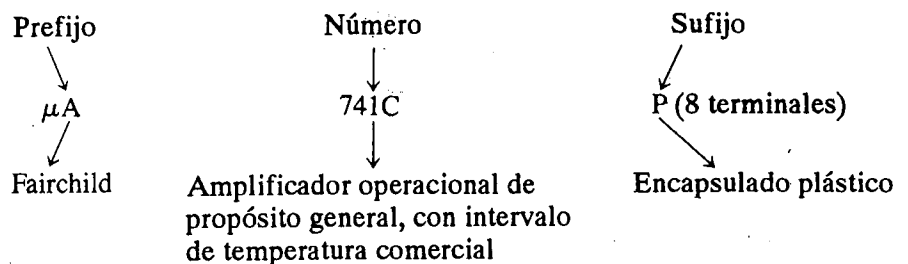 Prefijo Número Sufijo
μA 741C P (8 terminales)
Fairchild Amplificador operacional de Encapsulado plástico
propósito general, con intervalo
de temperatura comercial